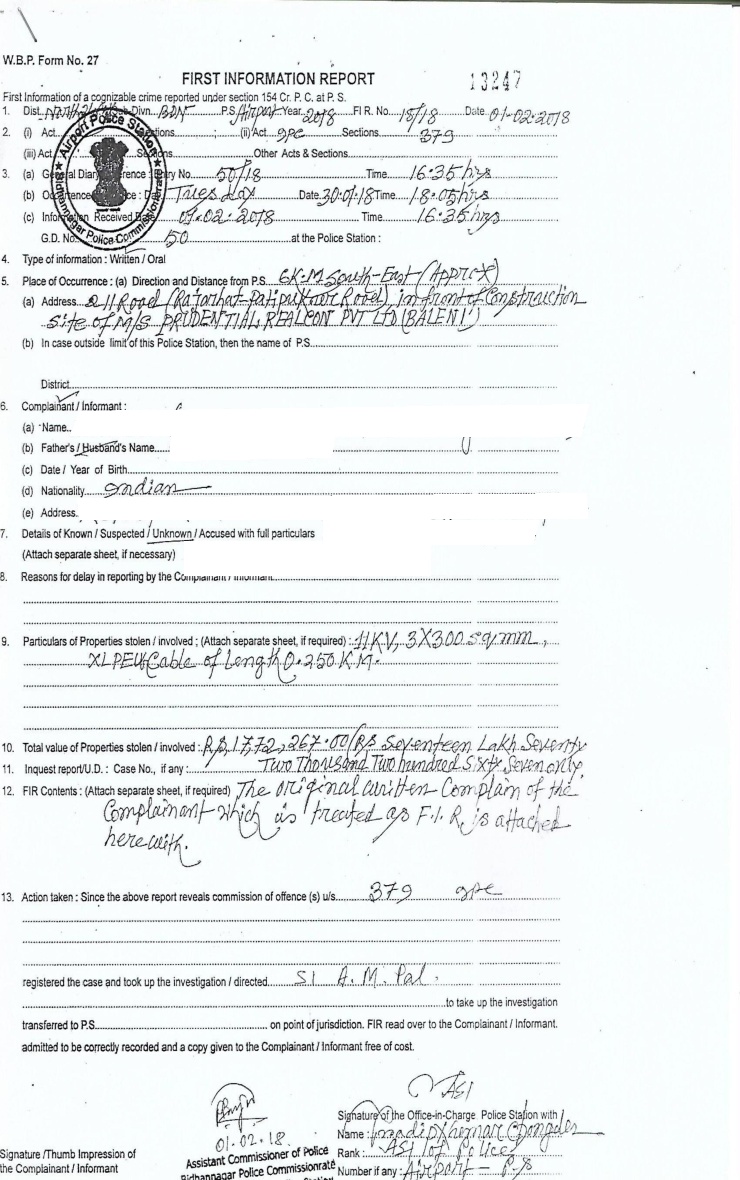 W.B.P. Form No. 27
FIRST INFORMATION REPORT 13247
First Information of a cognizable crime reported under section 154 Cr. P. C. at P. S.
1. Dist. Divn. BDN P.S Airport Year 2018 FIR. No. 18/18 Date 01-02-2018
2. (i) Act Sections ; (ii) Act IPC Sections 379
(iii) Act Sections Other Acts & Sections
3. (a) General Diary Reference : Entry No. 50/18 Time 16:35 hrs
(b) Occurrence : Day Tuesday Date 30.01.18 Time 18.05 hrs
(c) Information Received Date 01.02.2018 Time 16:35 hrs
G.D. No. 50 at the Police Station :
Airport Police Station
Bidhannagar Police Commissionerate
4. Type of information : Written / Oral
5. Place of Occurrence : (a) Direction and Distance from P.S. 6K.M South-East (Approx)
(a) Address 211 Road (Rajarhat- Road), in front of Construction
Site of M/S PRUDENTIAL REALCON PVT LTD
(b) In case outside limit of this Police Station, then the name of P.S.
District
6. Complainant / Informant :
(a) Name..
(b) Father's / Husband's Name
(c) Date / Year of Birth
(d) Nationality Indian
(e) Address.
7. Details of Known / Suspected / Unknown / Accused with full particulars
(Attach separate sheet, if necessary)
8. Reasons for delay in reporting by the Complainant / Informant
9. Particulars of Properties stolen / involved ; (Attach separate sheet, if required) : 11KV, 3X300 sq.mm,
Cable of Length 0.250 K.M.
10. Total value of Properties stolen / involved : Rs, 17,72,267.00/Rs Seventeen Lakh Seventy
11. Inquest report/U.D. : Case No., if any : Two Thousand Two hundred Sixty Seven only.
12. FIR Contents : (Attach separate sheet, if required) The original written Complain of the
Complainant which is treated as F.I.R, is attached
herewith.
13. Action taken : Since the above report reveals commission of offence (s) u/s 379 IPC
registered the case and took up the investigation / directed SI A.M. Pal.
to take up the investigation
transferred to P.S. on point of jurisdiction. FIR read over to the Complainant / Informant.
admitted to be correctly recorded and a copy given to the Complainant / Informant free of cost.
ASI
Signature of the Office-in-Charge Police Station with
01.02.18
Name : Kumar
Signature /Thumb Impression of
the Complainant / Informant
Assistant Commissioner of Police
Bidhannagar Police Commissionrate
Rank : ASI of Police
Number if any : Airport - P.S